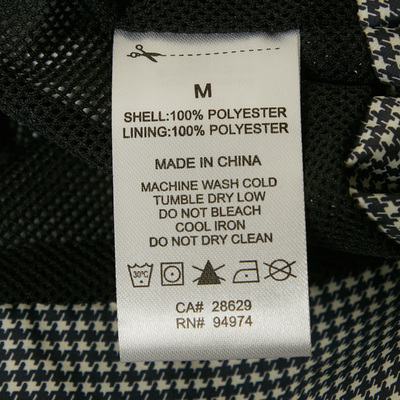 M
SHELL:100% POLYESTER
LINING:100% POLYESTER
MADE IN CHINA
MACHINE WASH COLD
TUMBLE DRY LOW
DO NOT BLEACH
COOL IRON
DO NOT DRY CLEAN
30°C
CA# 28629
RN# 94974